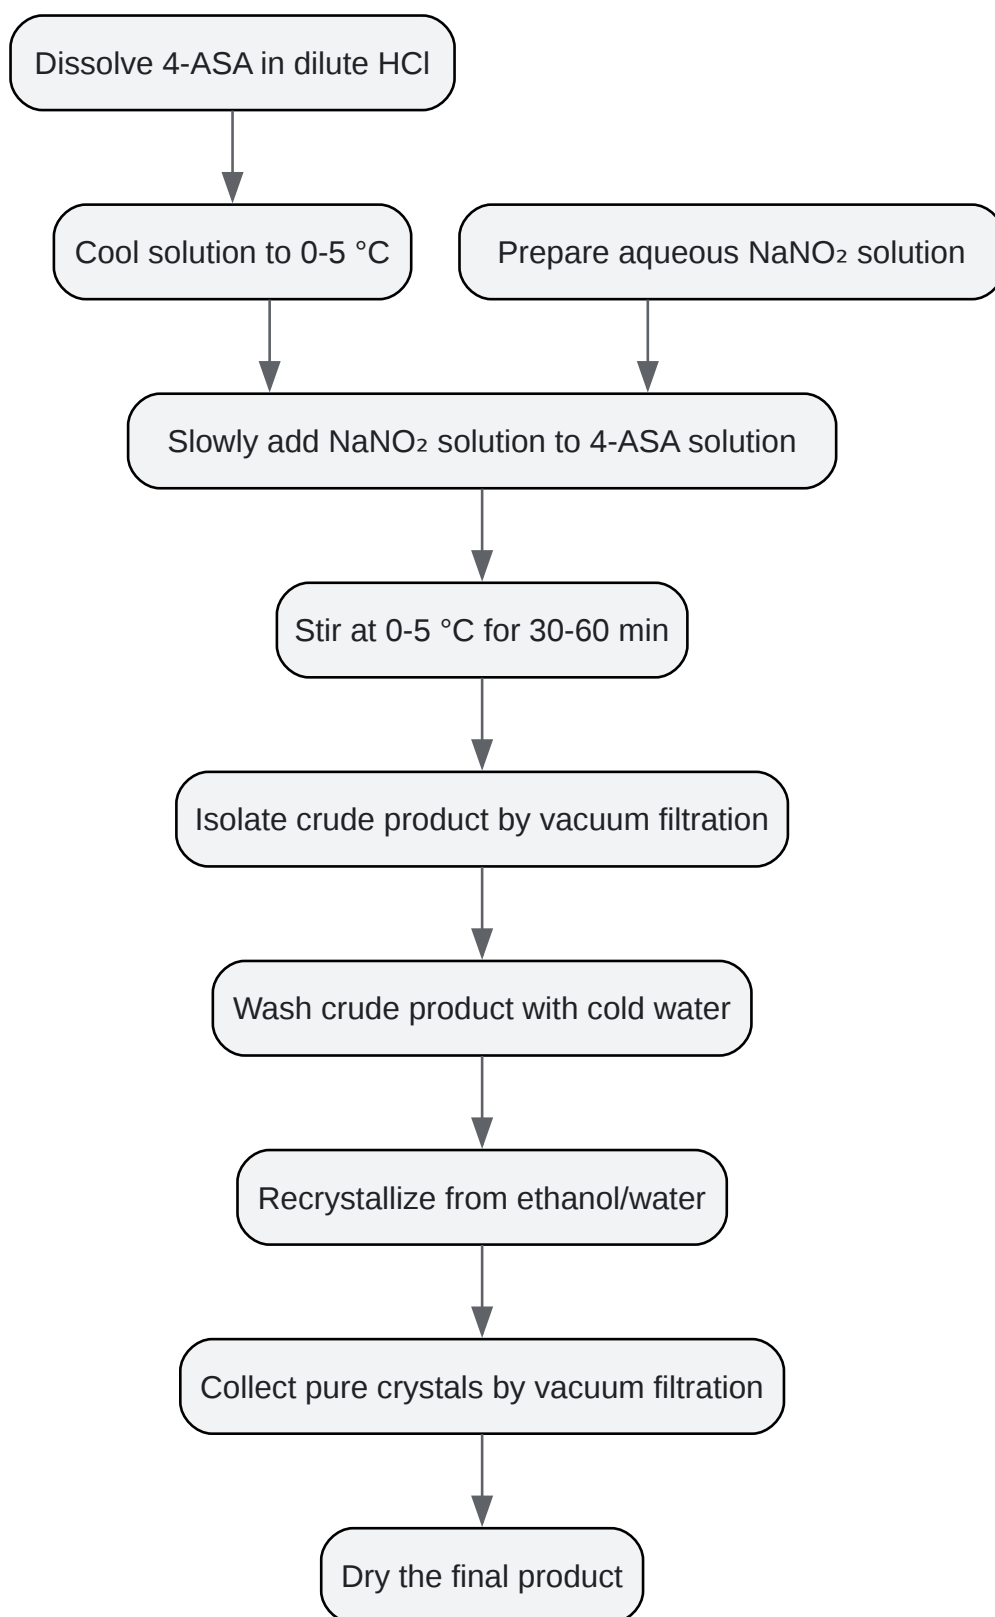 Dissolve 4-ASA in dilute HCl
Cool solution to 0-5 °C
Prepare aqueous NaNO₂ solution
Slowly add NaNO₂ solution to 4-ASA solution
Stir at 0-5 °C for 30-60 min
Isolate crude product by vacuum filtration
Wash crude product with cold water
Recrystallize from ethanol/water
Collect pure crystals by vacuum filtration
Dry the final product